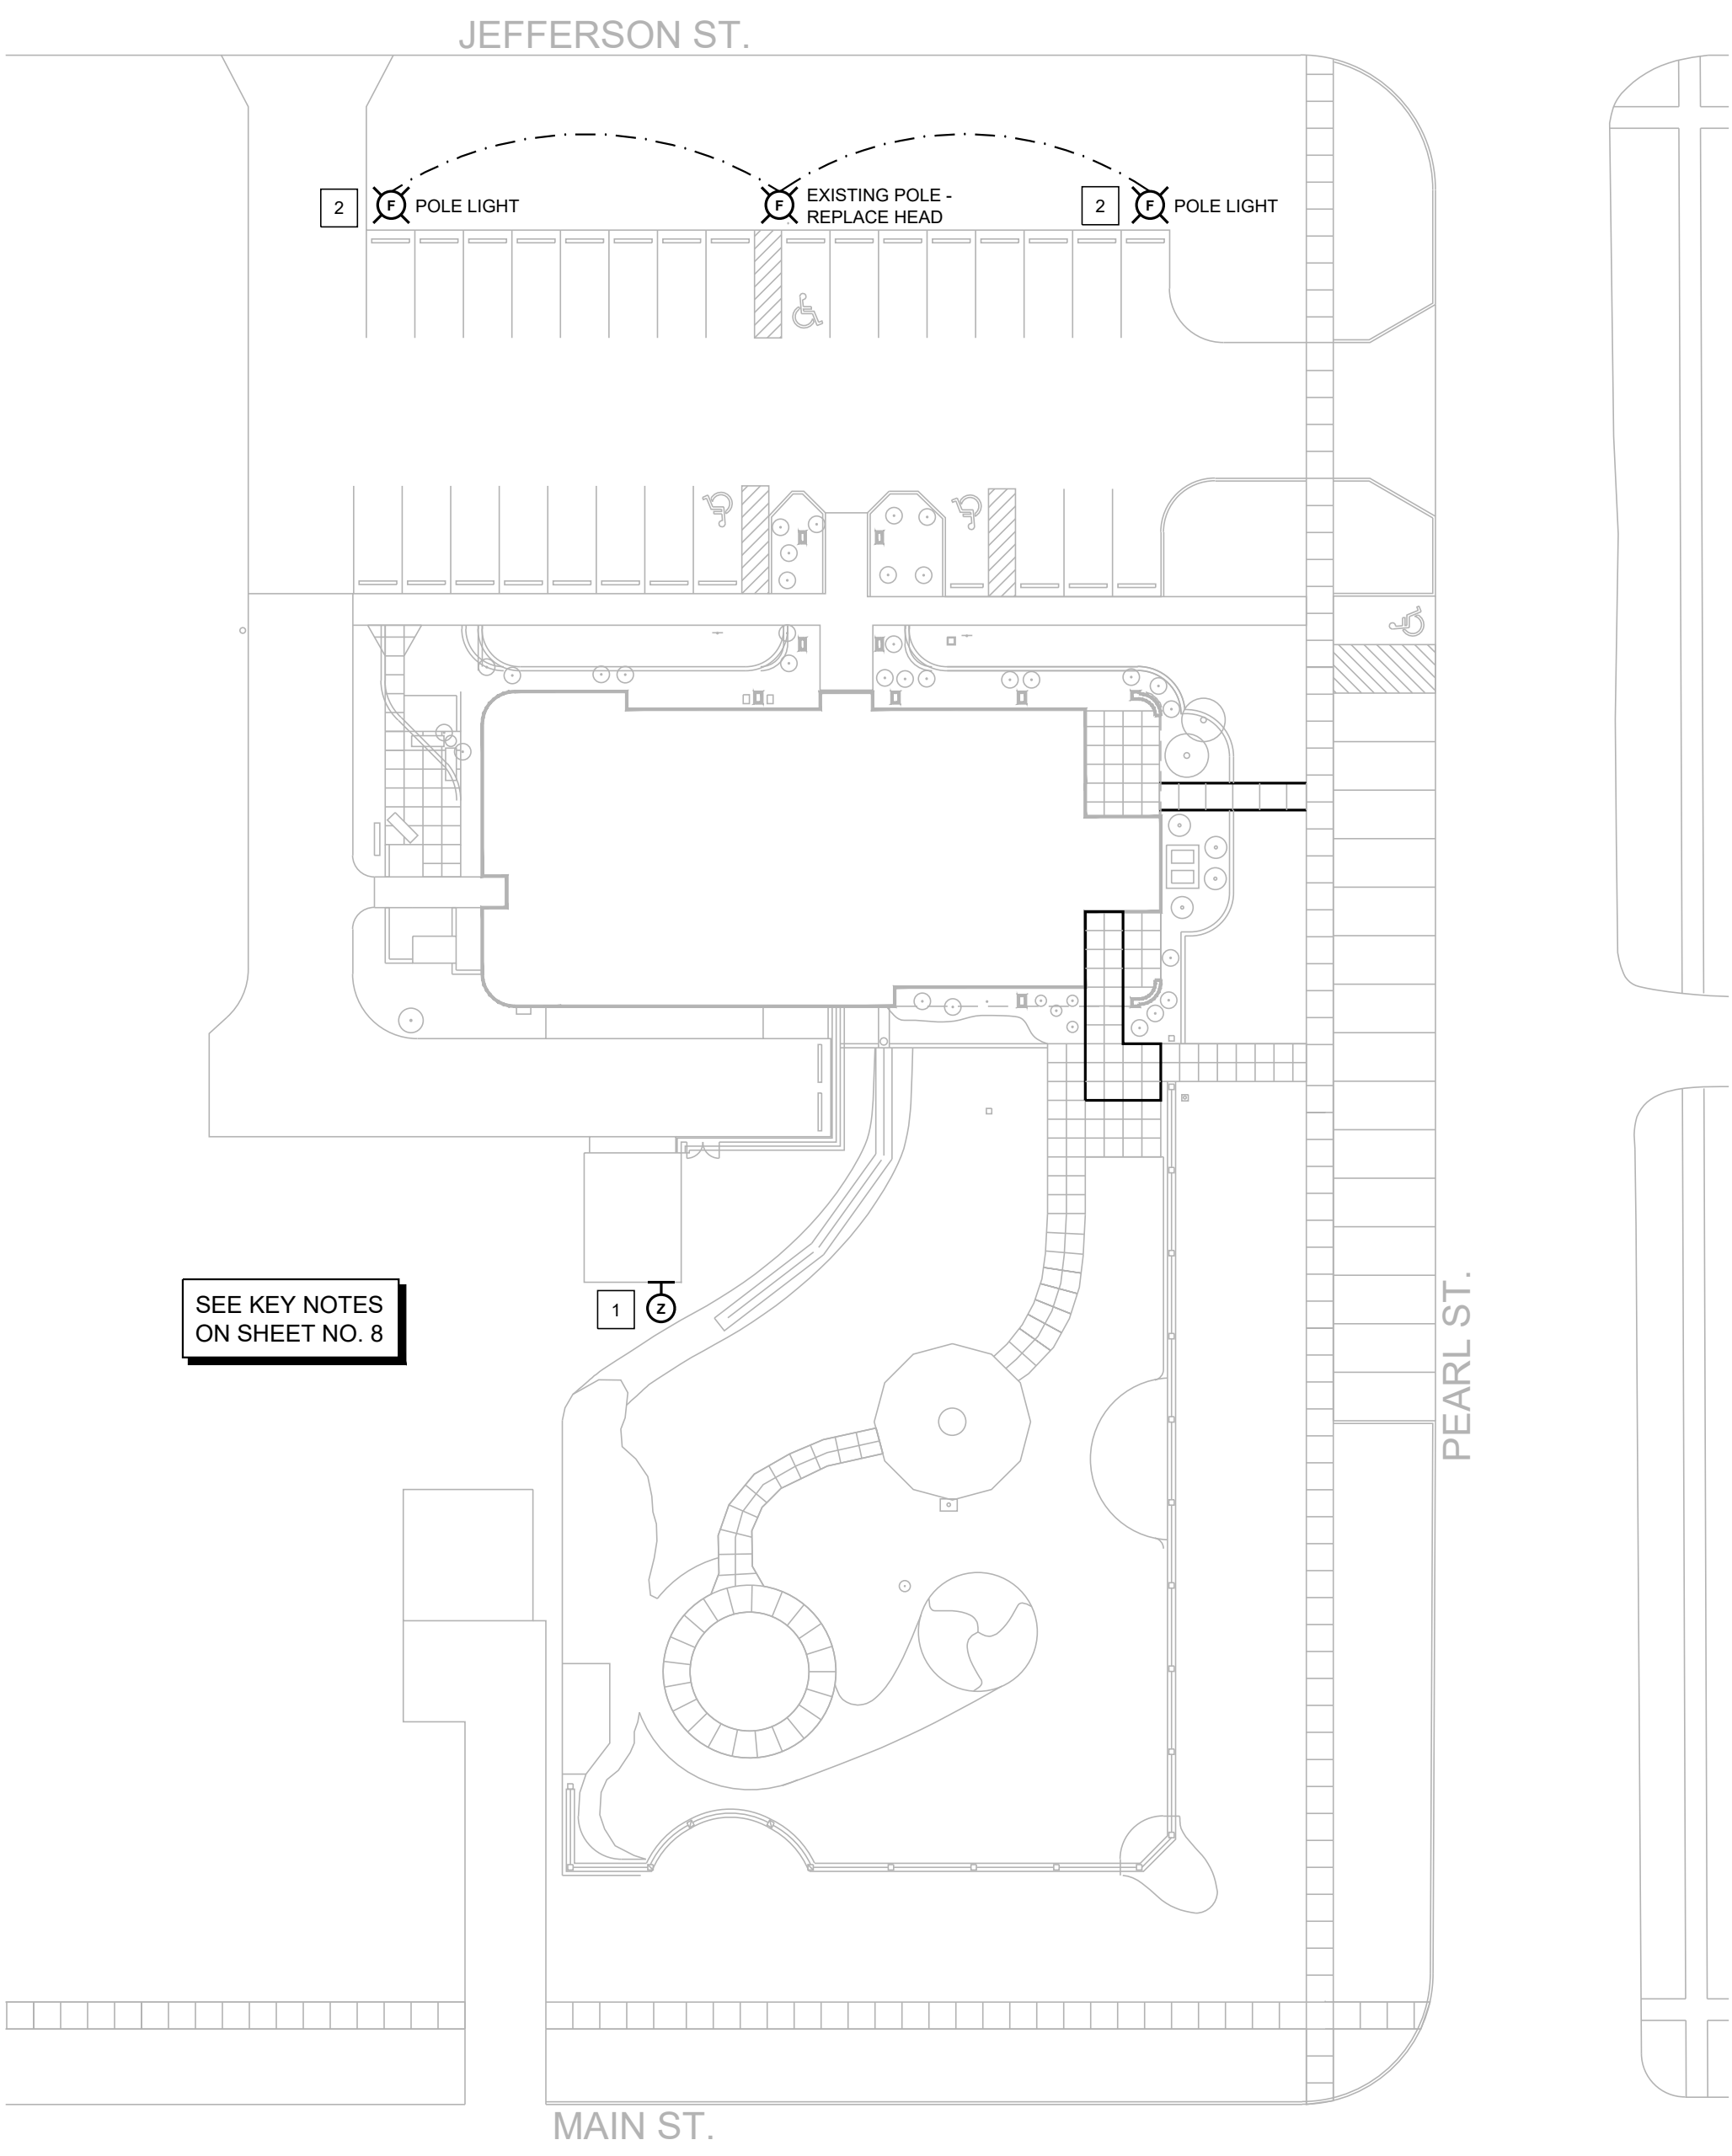 JEFFERSON ST.
2 F POLE LIGHT
F EXISTING POLE -
REPLACE HEAD
2 F POLE LIGHT
SEE KEY NOTES
ON SHEET NO. 8
1 Z
PEARL ST.
MAIN ST.